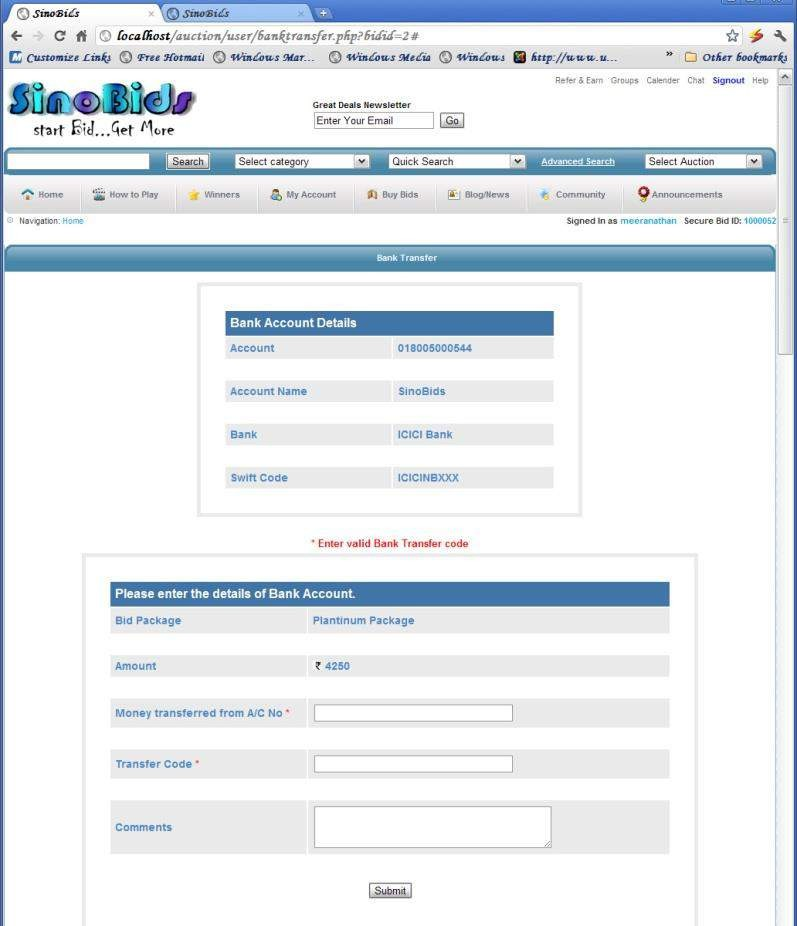 SinoBids
SinoBids
localhost/auction/user/banktransfer.php?bidid=2#
Customize Links Free Hotmail Windows Mar... Windows Media Windows http://www.u... » Other bookmarks
Refer & Earn Groups Calender Chat Signout Help
SinoBids
start Bid...Get More
Great Deals Newsletter
Enter Your Email Go
Search Select category Quick Search Advanced Search Select Auction
Home How to Play Winners My Account Buy Bids Blog/News Community Announcements
Navigation: Home Signed In as meeranathan Secure Bid ID: 1000052
Bank Transfer
Bank Account Details
Account 018005000544
Account Name SinoBids
Bank ICICI Bank
Swift Code ICICINBXXX
* Enter valid Bank Transfer code
Please enter the details of Bank Account.
Bid Package Plantinum Package
Amount ₹ 4250
Money transferred from A/C No *
Transfer Code *
Comments
Submit